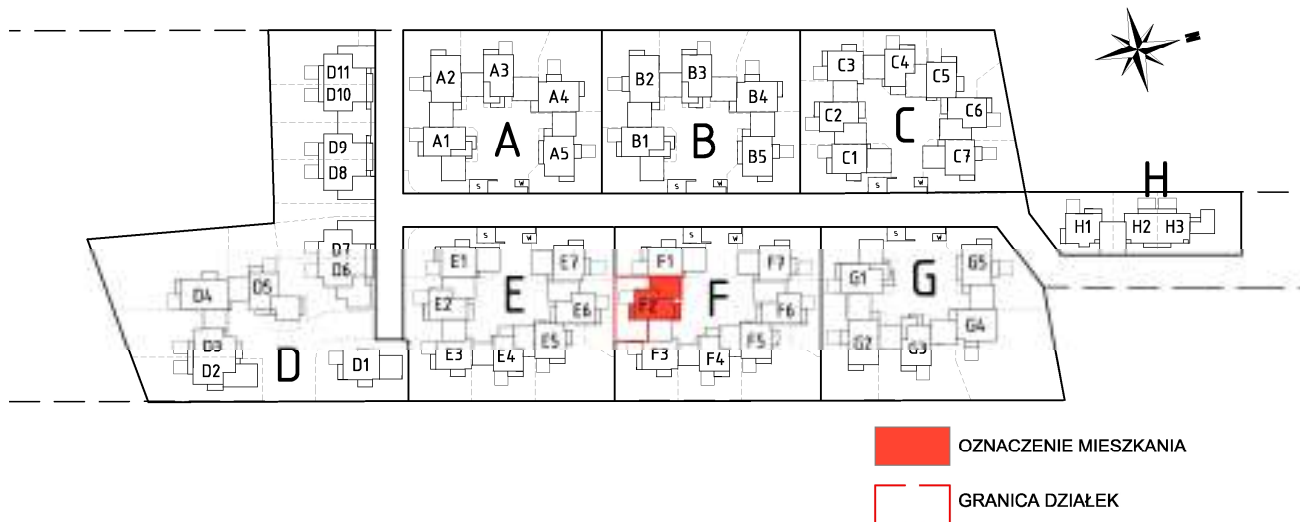 N
D11
D10
D9
D8
D7
D6
D5
D4
D3
D2
D1
D
A2
A3
A4
A1
A5
A
S
W
B2
B3
B4
B1
B5
B
C3
C4
C5
C2
C6
C1
C7
C
S
W
H
H1
H2
H3
S
W
E1
E7
E2
E6
E3
E4
E5
E
S
W
F1
F7
F2
F6
F3
F4
F5
F
S
W
G1
G5
G4
G2
G3
G
OZNACZENIE MIESZKANIA
GRANICA DZIAŁEK